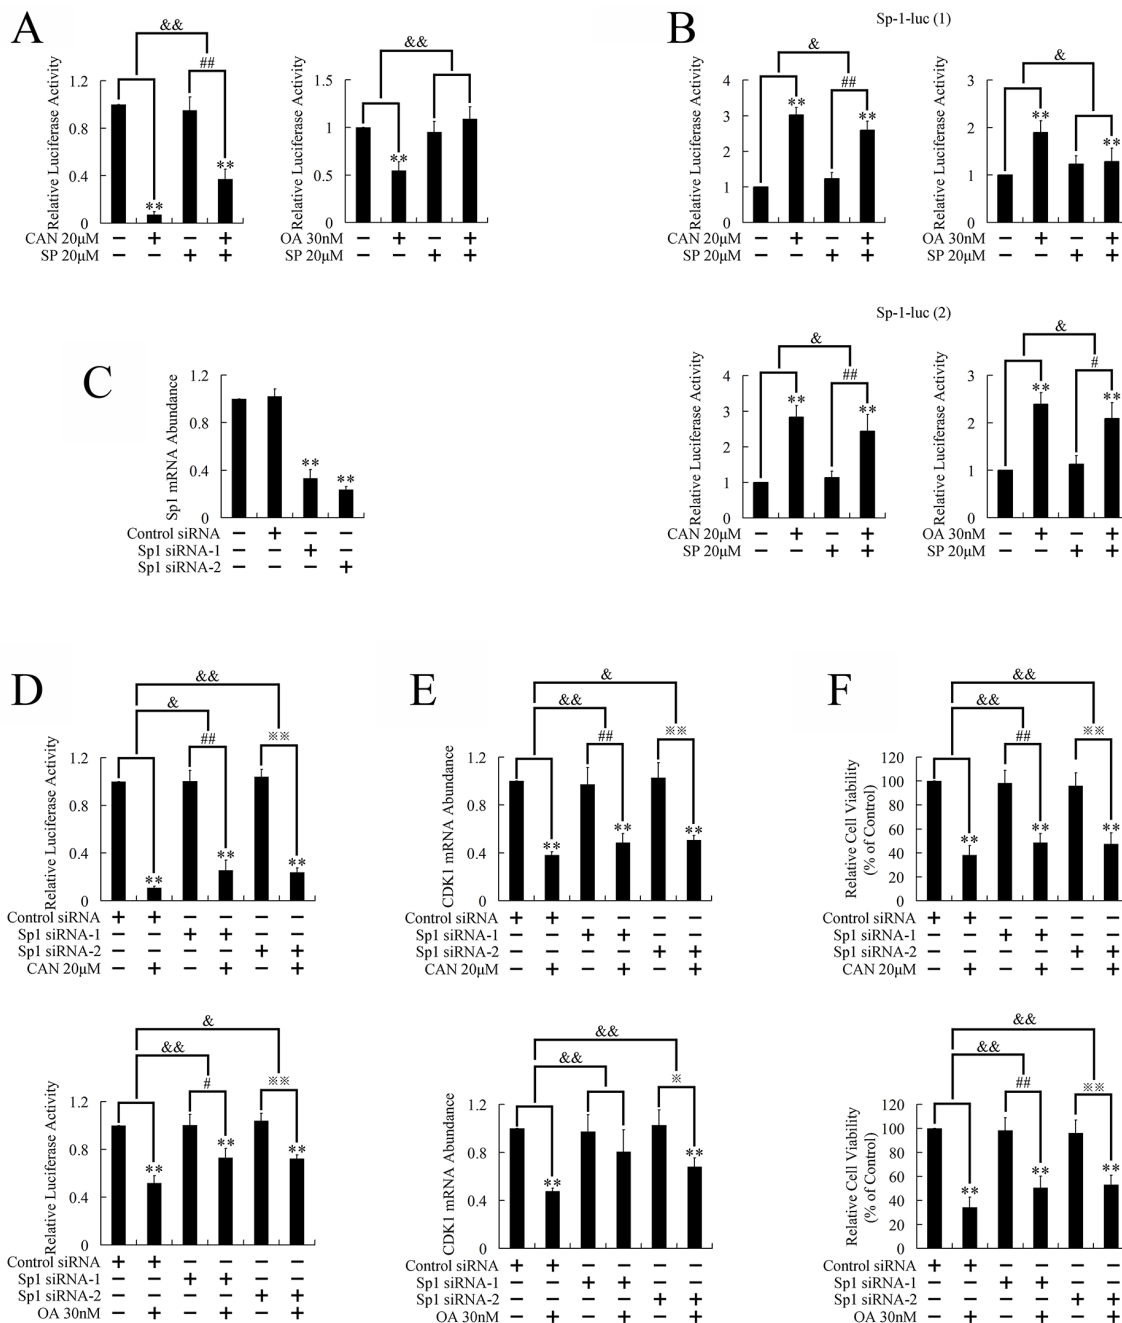 A
&&
##
Relative Luciferase Activity
1.2
1.0
0.4
0
**
**
CAN 20μM − + − +
SP 20μM − − + +
&&
Relative Luciferase Activity
1.5
1
0.5
0
**
OA 30nM − + − +
SP 20μM − − + +
B
Sp-1-luc (1)
&
##
Relative Luciferase Activity
4
3
2
1
0
**
**
CAN 20μM − + − +
SP 20μM − − + +
&
Relative Luciferase Activity
3
2
1
0
**
**
OA 30nM − + − +
SP 20μM − − + +
Sp-1-luc (2)
&
##
Relative Luciferase Activity
4
3
2
1
0
**
**
CAN 20μM − + − +
SP 20μM − − + +
&
#
Relative Luciferase Activity
3
2
1
0
**
**
OA 30nM − + − +
SP 20μM − − + +
C
Sp1 mRNA Abundance
1.2
1.0
0.4
0
**
**
Control siRNA − + − −
Sp1 siRNA-1 − − + −
Sp1 siRNA-2 − − − +
D
&&
&
##
※※
Relative Luciferase Activity
1.2
1.0
0.4
0
**
**
**
Control siRNA + + − − − −
Sp1 siRNA-1 − − + + − −
Sp1 siRNA-2 − − − − + +
CAN 20μM − + − + − +
&
&&
#
※※
Relative Luciferase Activity
1.2
0.8
0.4
0
**
**
**
Control siRNA + + − − − −
Sp1 siRNA-1 − − + + − −
Sp1 siRNA-2 − − − − + +
OA 30nM − + − + − +
E
&
&&
##
※※
CDK1 mRNA Abundance
1.2
0.8
0.4
0
**
**
**
Control siRNA + + − − − −
Sp1 siRNA-1 − − + + − −
Sp1 siRNA-2 − − − − + +
CAN 20μM − + − + − +
&&
&&
※
CDK1 mRNA Abundance
1.2
0.8
0.4
0
**
**
Control siRNA + + − − − −
Sp1 siRNA-1 − − + + − −
Sp1 siRNA-2 − − − − + +
OA 30nM − + − + − +
F
&&
&&
##
※※
Relative Cell Viability
(% of Control)
120
100
80
60
40
20
0
**
**
**
Control siRNA + + − − − −
Sp1 siRNA-1 − − + + − −
Sp1 siRNA-2 − − − − + +
CAN 20μM − + − + − +
&&
&&
##
※※
Relative Cell Viability
(% of Control)
120
100
80
60
40
20
0
**
**
**
Control siRNA + + − − − −
Sp1 siRNA-1 − − + + − −
Sp1 siRNA-2 − − − − + +
OA 30nM − + − + − +